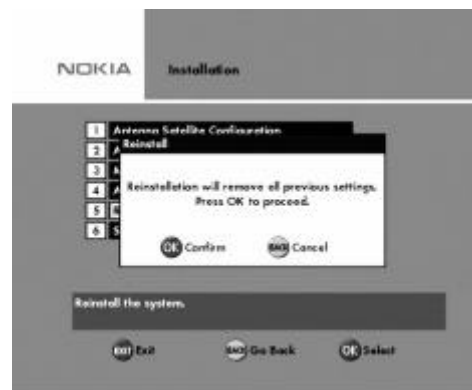 NOKIA
Installation
1 Antenna Satellite Configuration
Reinstall
2 A
3
4 A
5
6 S
Reinstallation will remove all previous settings.
Press OK to proceed.
OK Confirm BACK Cancel
Reinstall the system.
EXIT Exit BACK Go Back OK Select